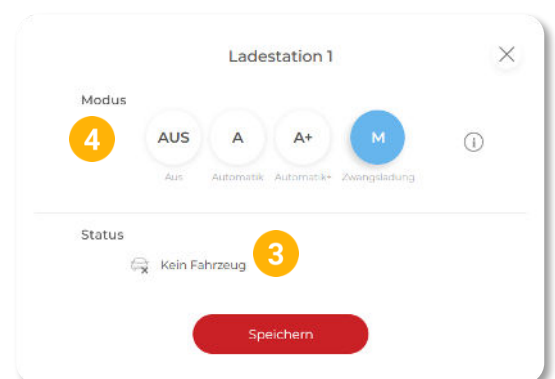 Ladestation 1
Modus
4
AUS A A+ M
Aus Automatik Automatik+ Zwangsladung
Status
Kein Fahrzeug 3
Speichern